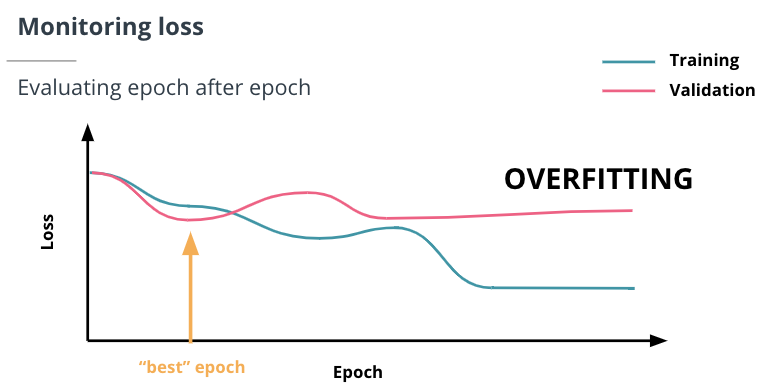 Monitoring loss
Evaluating epoch after epoch
Training
Validation
OVERFITTING
Loss
“best“ epoch
Epoch